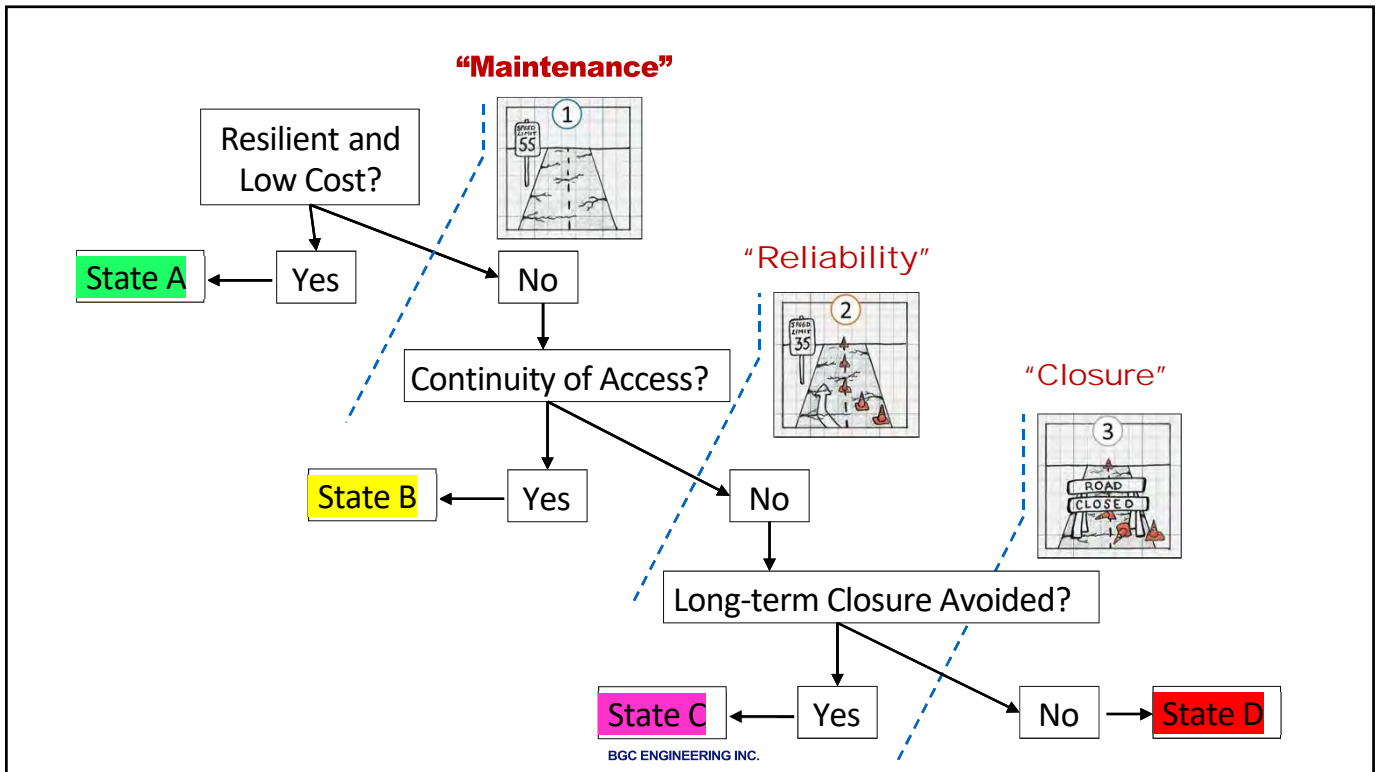 “Maintenance”
1
SPEED
LIMIT
55
Resilient and
Low Cost?
State A
Yes
No
“Reliability”
2
SPEED
LIMIT
35
Continuity of Access?
“Closure”
3
ROAD
CLOSED
State B
Yes
No
Long-term Closure Avoided?
State C
Yes
No
State D
BGC ENGINEERING INC.